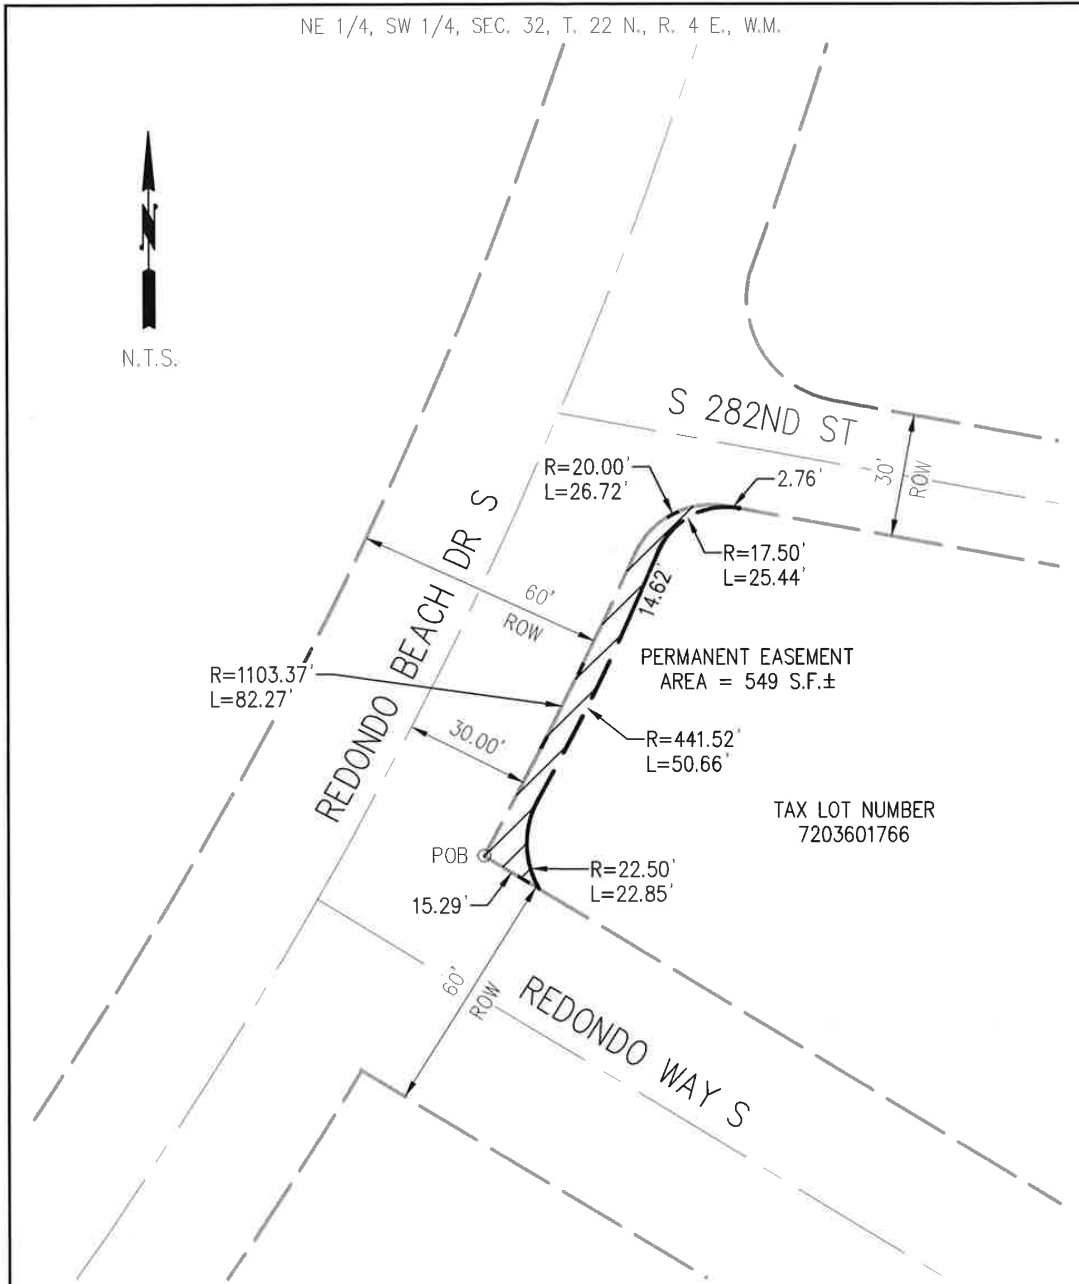 NE 1/4, SW 1/4, SEC. 32, T. 22 N., R. 4 E., W.M.
N
N.T.S.
S 282ND ST
30'
ROW
R=20.00'
L=26.72'
2.76'
R=17.50'
L=25.44'
14.62'
60'
ROW
REDONDO BEACH DR S
PERMANENT EASEMENT
AREA = 549 S.F.±
R=1103.37'
L=82.27'
30.00'
R=441.52'
L=50.66'
TAX LOT NUMBER
7203601766
POB
R=22.50'
L=22.85'
15.29'
60'
ROW
REDONDO WAY S